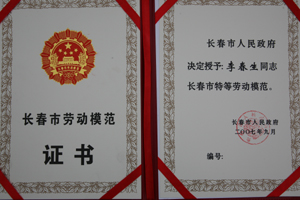 长春市劳动模范
证书
长春市人民政府
决定授予:李春生同志
长春市特等劳动模范。
长春市人民政府
二〇〇七年九月
编号: